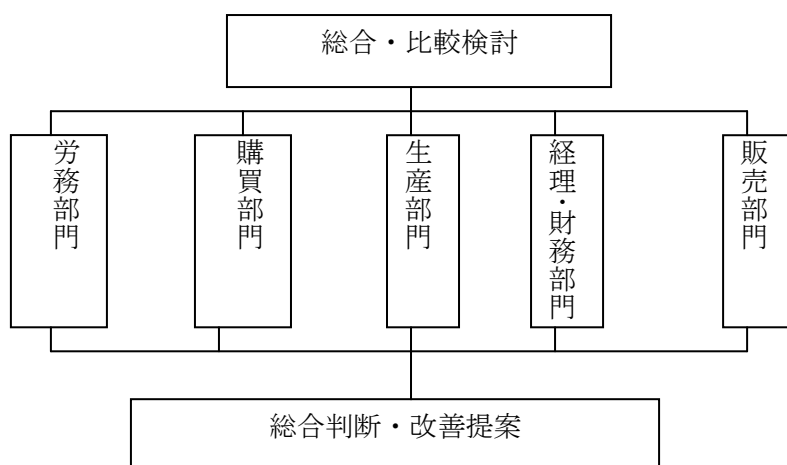 総合・比較検討
労務部門
購買部門
生産部門
経理・財務部門
販売部門
総合判断・改善提案